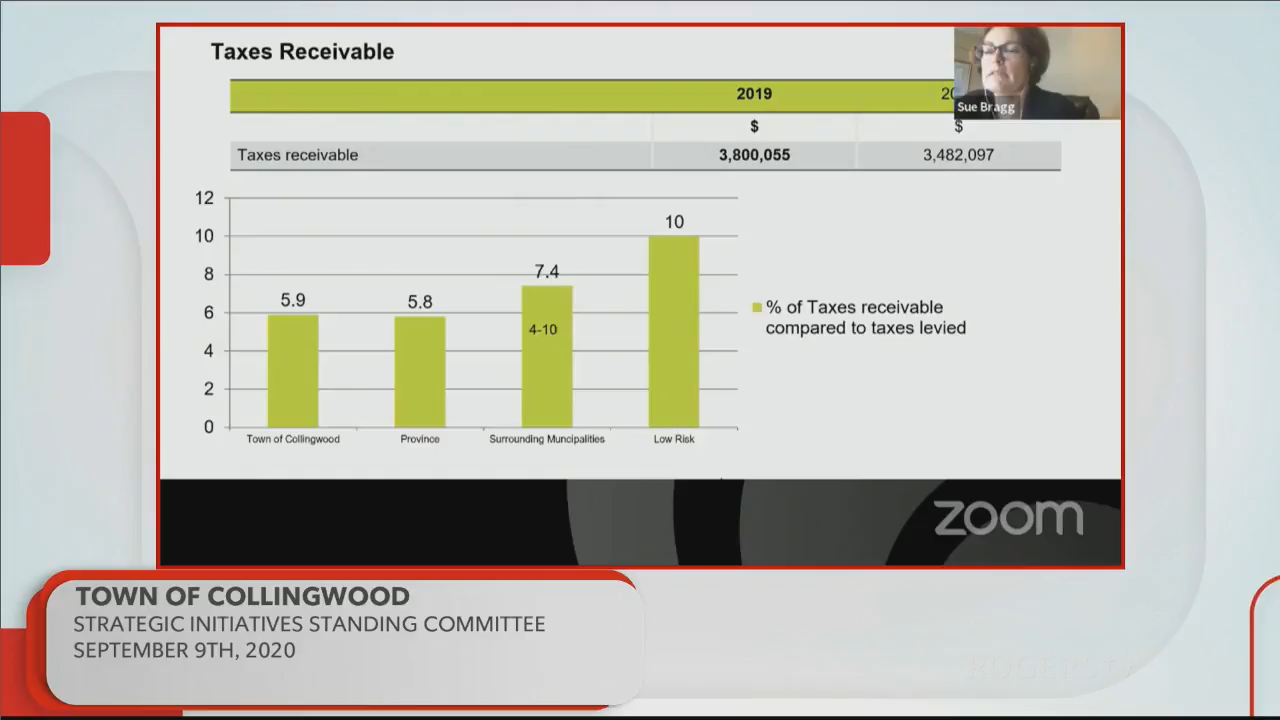 Taxes Receivable
2019
20
Sue Bragg
$ $
Taxes receivable 3,800,055 3,482,097
12
10
8
6
4
2
0
5.9
5.8
7.4
10
4-10
Town of Collingwood
Province
Surrounding Muncipalities
Low Risk
% of Taxes receivable
compared to taxes levied
zoom
TOWN OF COLLINGWOOD
STRATEGIC INITIATIVES STANDING COMMITTEE
SEPTEMBER 9TH, 2020